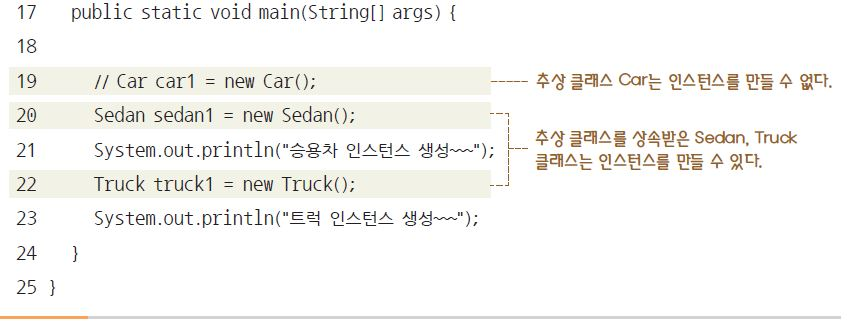 17 public static void main(String[] args) {
18
19 // Car car1 = new Car(); 추상 클래스 Car는 인스턴스를 만들 수 없다.
20 Sedan sedan1 = new Sedan();
21 System.out.println("승용차 인스턴스 생성~~~");
추상 클래스를 상속받은 Sedan, Truck
클래스는 인스턴스를 만들 수 있다.
22 Truck truck1 = new Truck();
23 System.out.println("트럭 인스턴스 생성~~~");
24 }
25 }